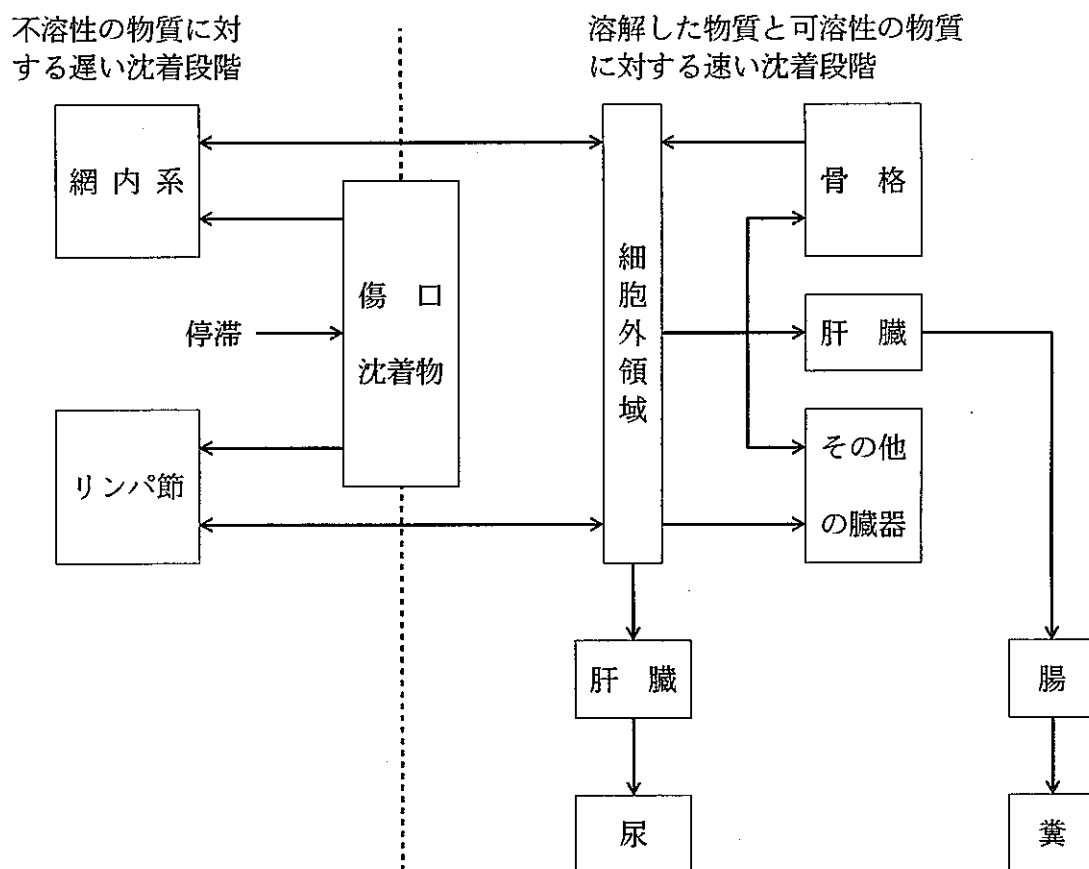 不溶性の物質に対
する遅い沈着段階
溶解した物質と可溶性の物質
に対する速い沈着段階
網内系
骨格
傷口
沈着物
停滞
細胞外領域
肝臓
リンパ節
その他
の臓器
肝臓
腸
尿
糞